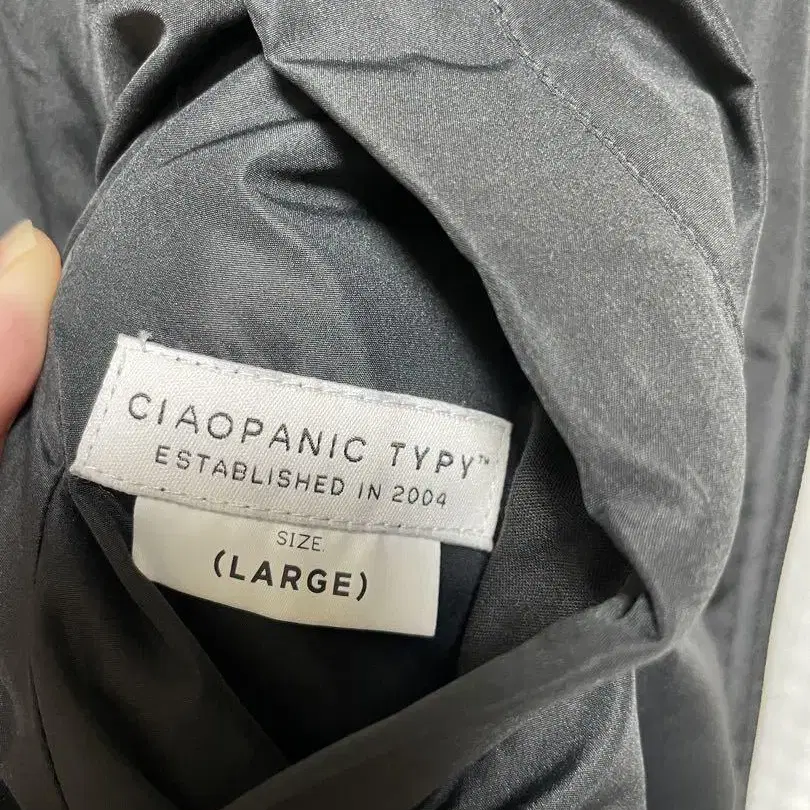 CIAOPANIC TYPY™
ESTABLISHED IN 2004
SIZE.
(LARGE)